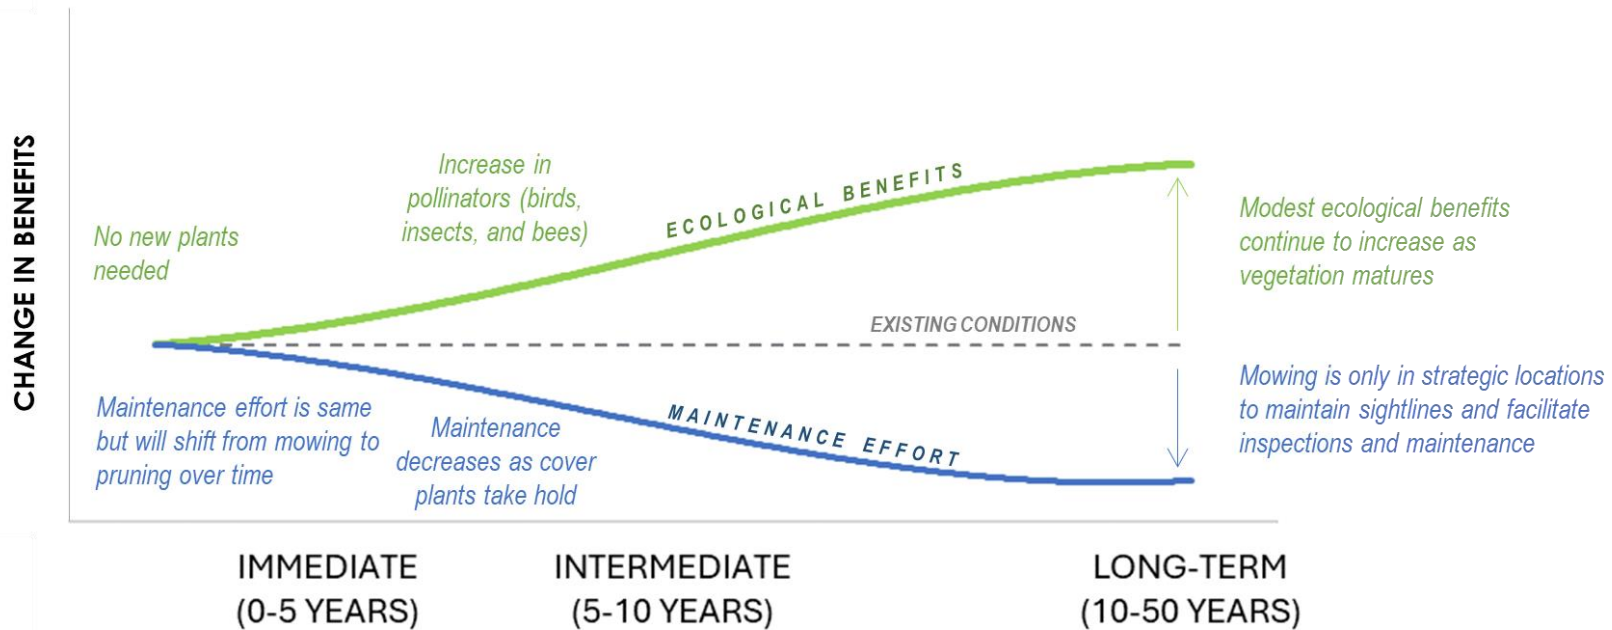 CHANGE IN BENEFITS
No new plants
needed
Increase in
pollinators (birds,
insects, and bees)
ECOLOGICAL BENEFITS
Modest ecological benefits
continue to increase as
vegetation matures
EXISTING CONDITIONS
Maintenance effort is same
but will shift from mowing to
pruning over time
Maintenance
decreases as cover
plants take hold
MAINTENANCE EFFORT
Mowing is only in strategic locations
to maintain sightlines and facilitate
inspections and maintenance
IMMEDIATE
(0-5 YEARS)
INTERMEDIATE
(5-10 YEARS)
LONG-TERM
(10-50 YEARS)